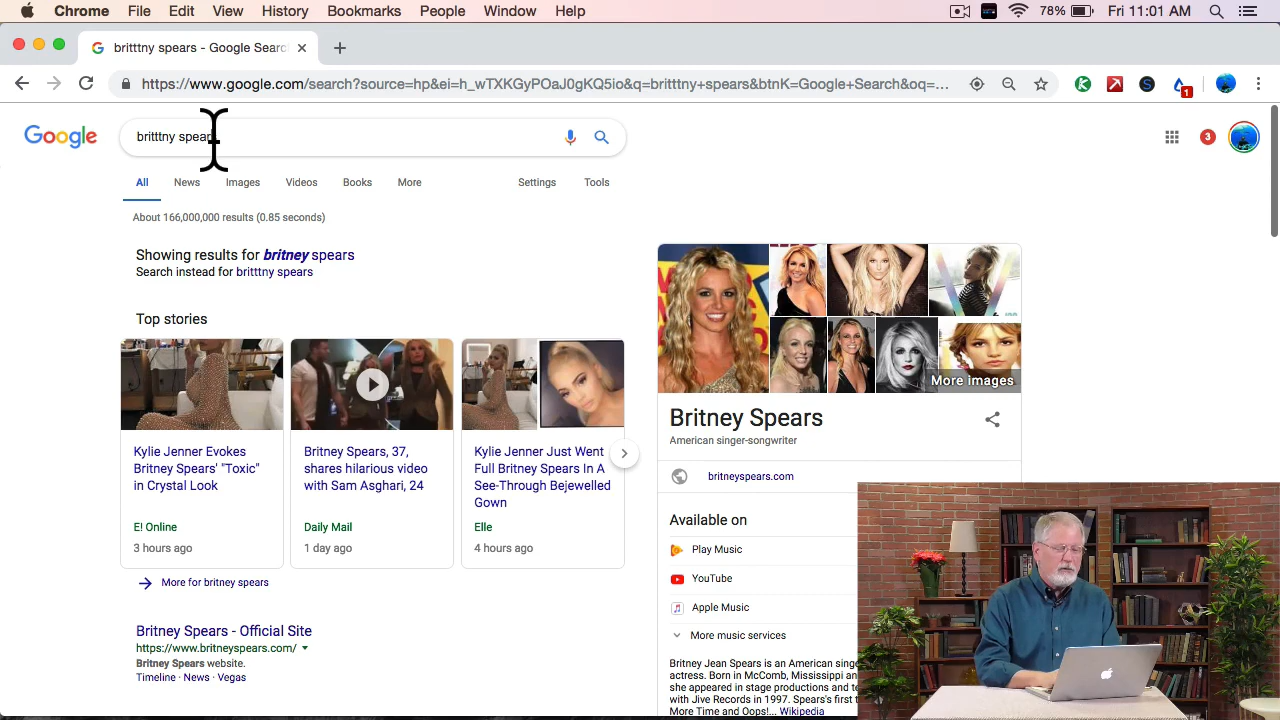 Chrome File Edit View History Bookmarks People Window Help 78% Fri 11:01 AM
britttny spears - Google Searc
https://www.google.com/search?source=hp&ei=h_wTXKGyPOaJ0gKQ5io&q=britttny+spears&btnK=Google+Search&oq=... 1
Google britttny spear 3
All News Images Videos Books More Settings Tools
About 166,000,000 results (0.85 seconds)
Showing results for britney spears
Search instead for britttny spears
Top stories
Kylie Jenner Evokes
Britney Spears' "Toxic"
in Crystal Look
E! Online
3 hours ago
Britney Spears, 37,
shares hilarious video
with Sam Asghari, 24
Daily Mail
1 day ago
Kylie Jenner Just Went
Full Britney Spears In A
See-Through Bejewelled
Gown
Elle
4 hours ago
More for britney spears
Britney Spears - Official Site
https://www.britneyspears.com/
Britney Spears website.
Timeline - News - Vegas
More images
Britney Spears
American singer-songwriter
britneyspears.com
Available on
Play Music
YouTube
Apple Music
More music services
Britney Jean Spears is an American singe
actress. Born in McComb, Mississippi an
she appeared in stage productions and te
with Jive Records in 1997. Spears's first t
More Time and Oops!... Wikipedia